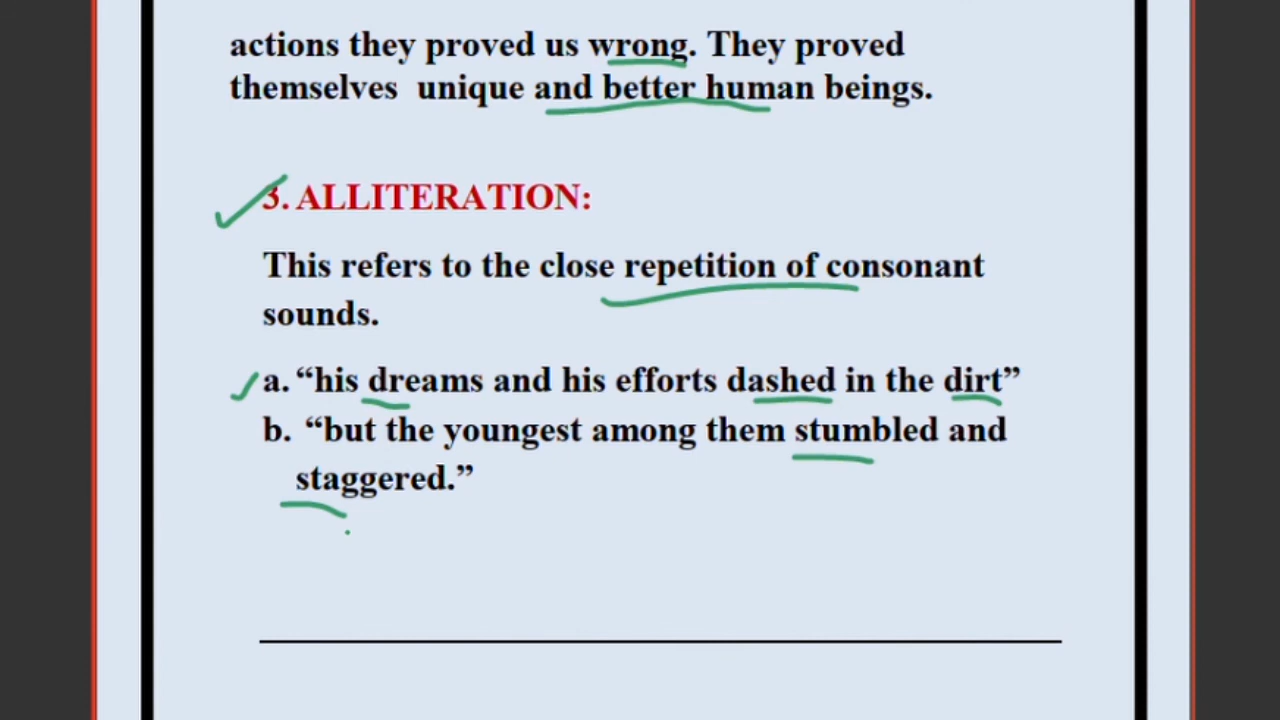 actions they proved us wrong. They proved
themselves  unique and better human beings.
3. ALLITERATION:
This refers to the close repetition of consonant
sounds.
a. “his dreams and his efforts dashed in the dirt”
b.  “but the youngest among them stumbled and
staggered.”